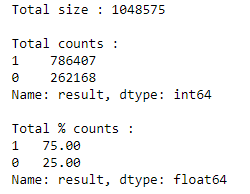 Total size : 1048575
Total counts :
1    786407
0    262168
Name: result, dtype: int64
Total % counts :
1   75.00
0   25.00
Name: result, dtype: float64